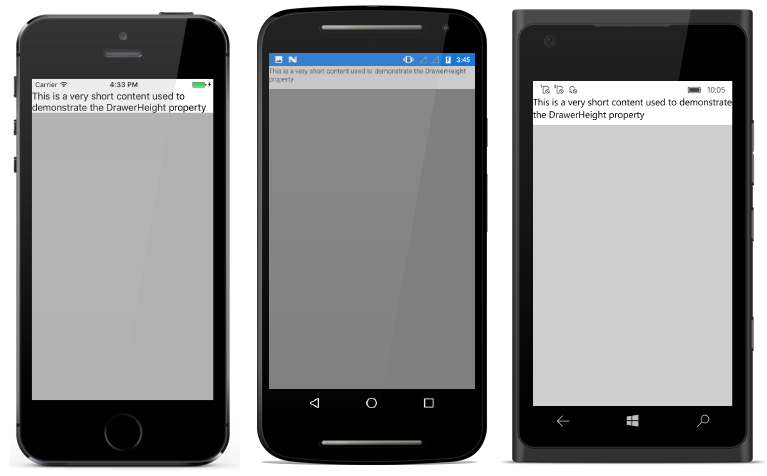 Carrier
4:33 PM
This is a very short content used to
demonstrate the DrawerHeight property
3:45
This is a very short content used to demonstrate the DrawerHeight
property
10:05
This is a very short content used to demonstrate
the DrawerHeight property